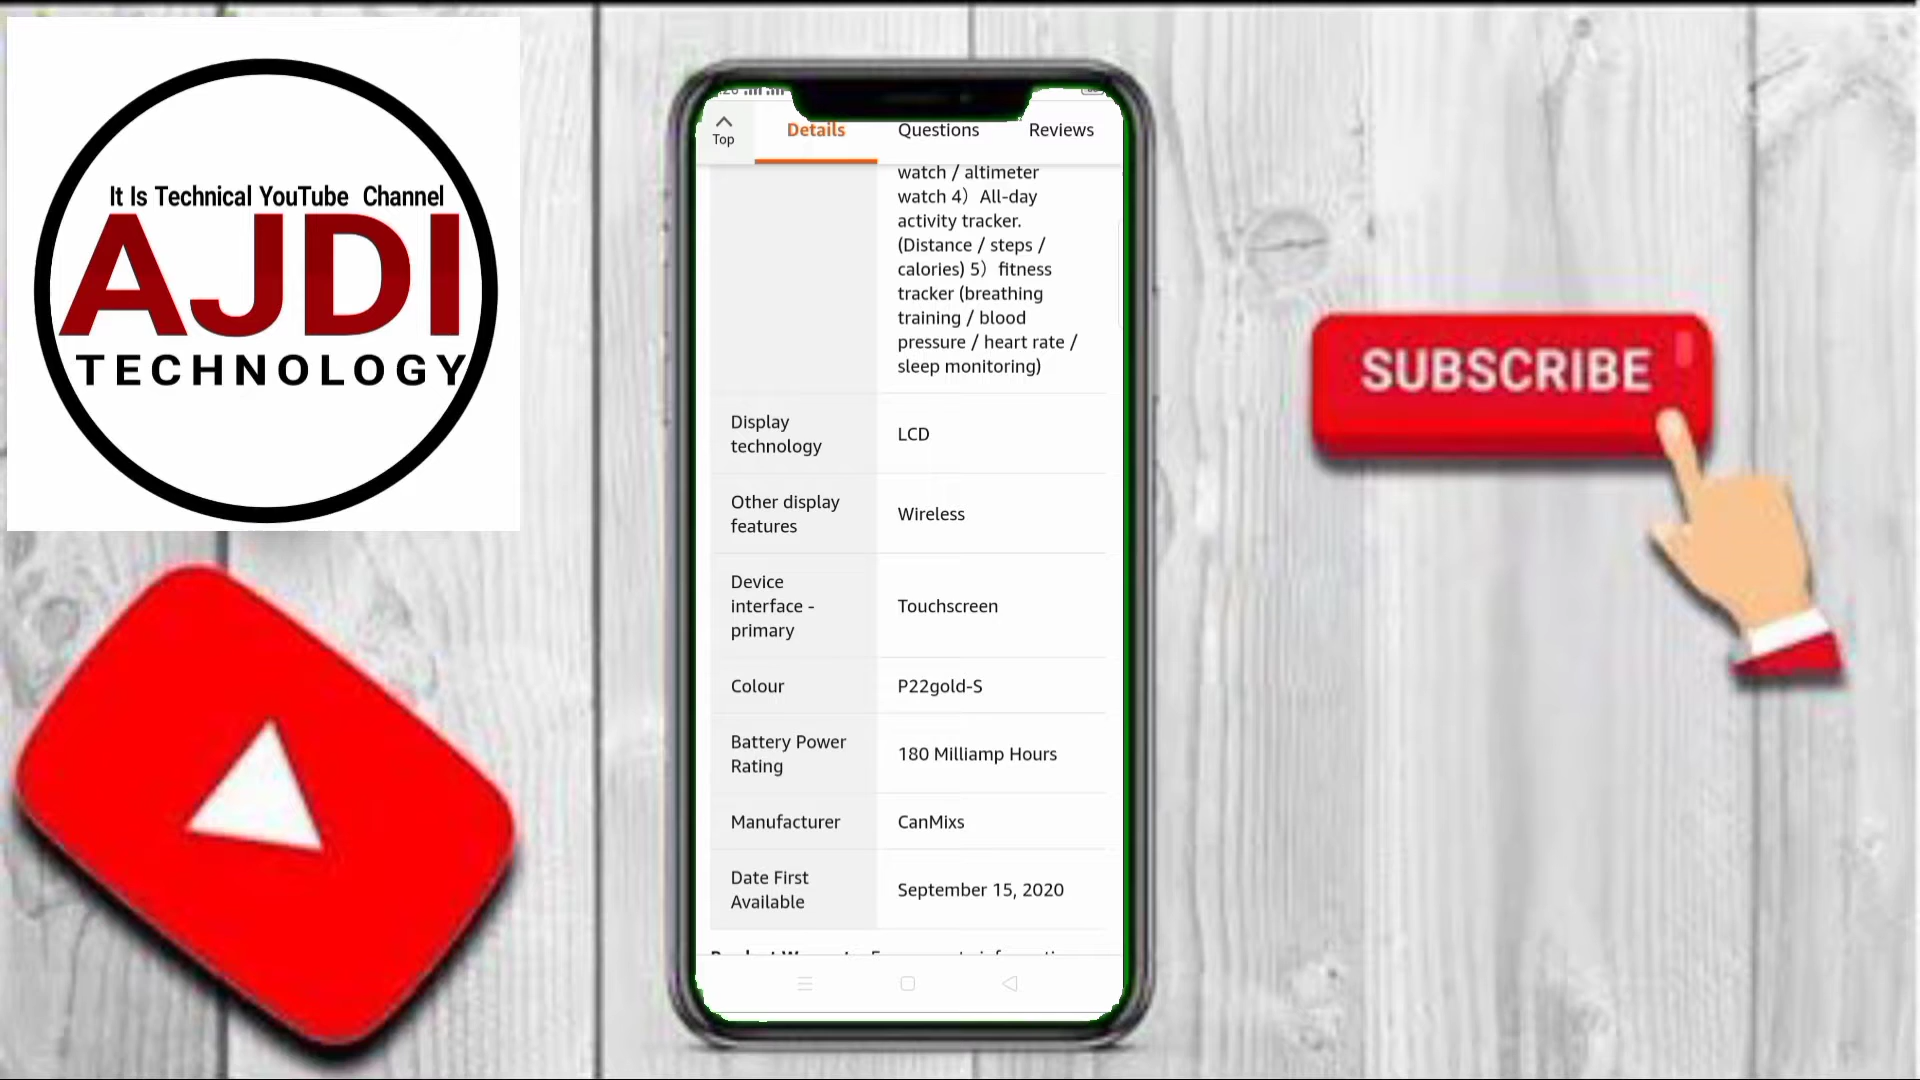 It Is Technical YouTube Channel
AJDI
TECHNOLOGY
Top
Details
Questions
Reviews
watch / altimeter
watch 4）All-day
activity tracker.
(Distance / steps /
calories) 5）fitness
tracker (breathing
training / blood
pressure / heart rate /
sleep monitoring)
Display
technology
LCD
Other display
features
Wireless
Device
interface -
primary
Touchscreen
Colour
P22gold-S
Battery Power
Rating
180 Milliamp Hours
Manufacturer
CanMixs
Date First
Available
September 15, 2020
SUBSCRIBE